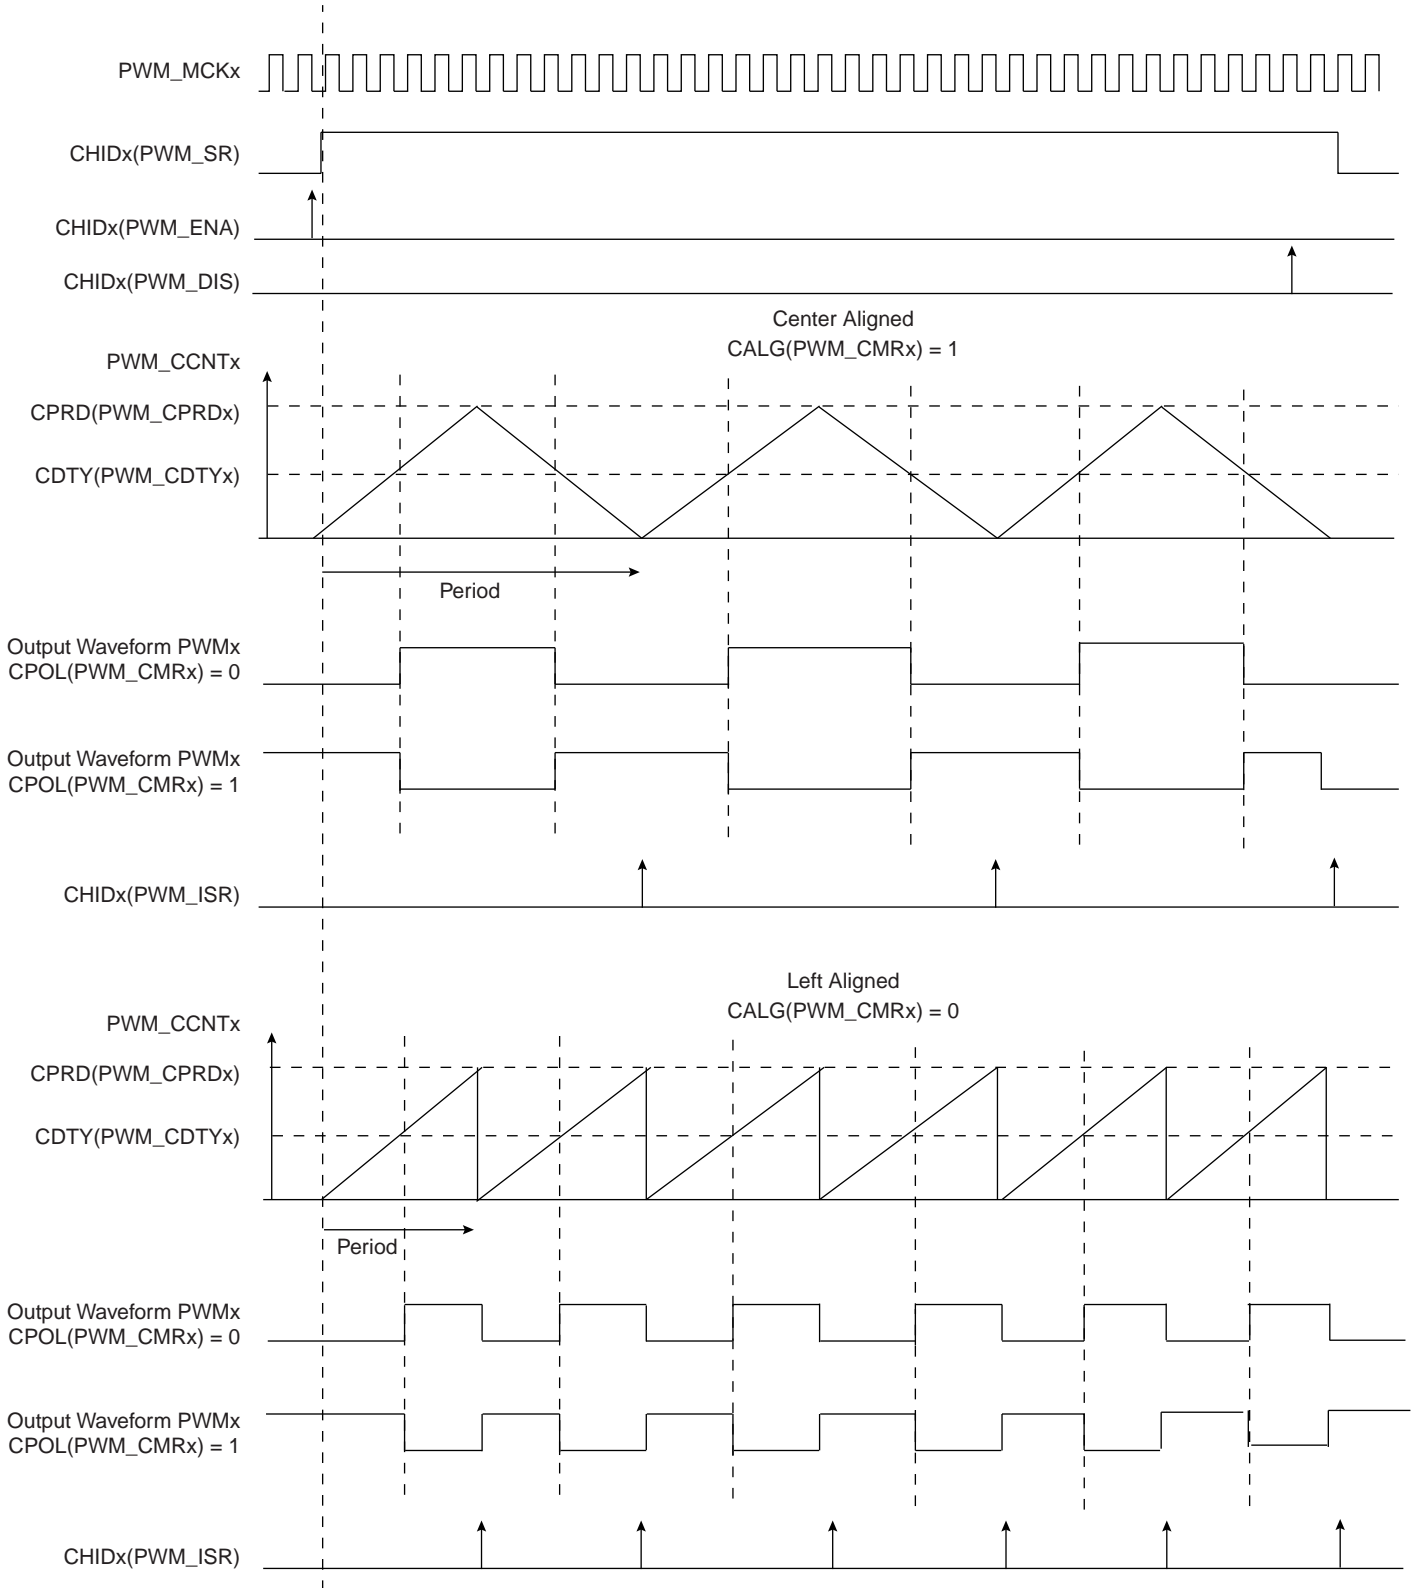 PWM_MCKx
CHIDx(PWM_SR)
CHIDx(PWM_ENA)
CHIDx(PWM_DIS)
Center Aligned
CALG(PWM_CMRx) = 1
PWM_CCNTx
CPRD(PWM_CPRDx)
CDTY(PWM_CDTYx)
Period
Output Waveform PWMx
CPOL(PWM_CMRx) = 0
Output Waveform PWMx
CPOL(PWM_CMRx) = 1
CHIDx(PWM_ISR)
Left Aligned
CALG(PWM_CMRx) = 0
PWM_CCNTx
CPRD(PWM_CPRDx)
CDTY(PWM_CDTYx)
Period
Output Waveform PWMx
CPOL(PWM_CMRx) = 0
Output Waveform PWMx
CPOL(PWM_CMRx) = 1
CHIDx(PWM_ISR)